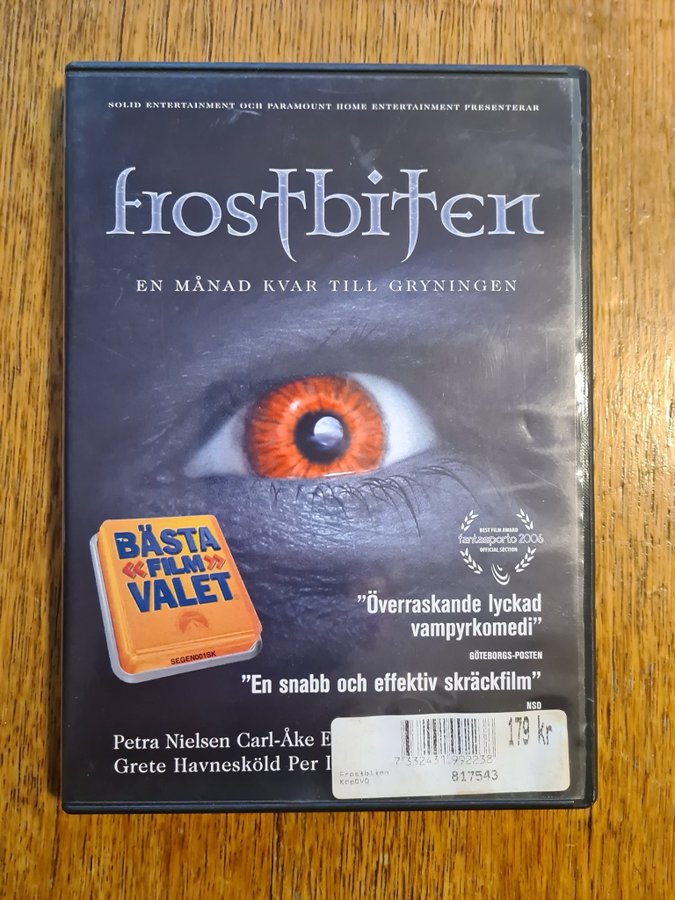 SOLID ENTERTAINMENT OCH PARAMOUNT HOME ENTERTAINMENT PRESENTERAR
frostbiten
EN MÅNAD KVAR TILL GRYNINGEN
BÄSTA
«FILM»
VALET
SEGEN001SK
BEST FILM AWARD
fantasporto 2006
OFFICIAL SECTION
"Överraskande lyckad
vampyrkomedi"
GÖTEBORGS-POSTEN
"En snabb och effektiv skräckfilm"
NSD
Petra Nielsen Carl-Åke E
Grete Havnesköld Per
179 kr
7 332431 992238
Frostbiten
817543